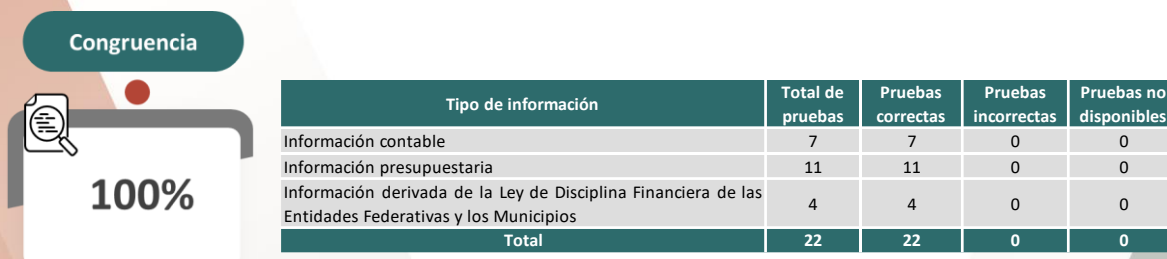 Congruencia
100%
Tipo de información Total de pruebas Pruebas correctas Pruebas incorrectas Pruebas no disponibles
Información contable 7 7 0 0
Información presupuestaria 11 11 0 0
Información derivada de la Ley de Disciplina Financiera de las
Entidades Federativas y los Municipios 4 4 0 0
Total 22 22 0 0